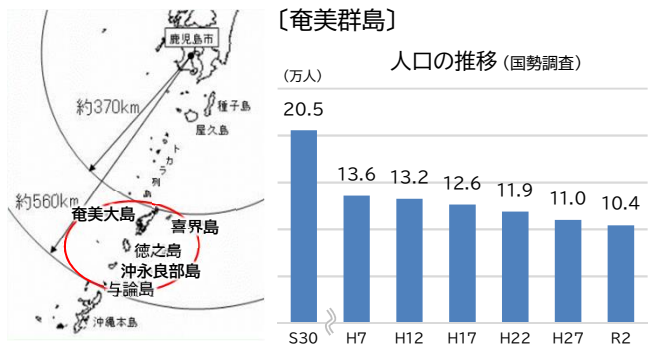 鹿児島市
約370km
種子島
屋久島
トカラ列島
約560km
奄美大島
喜界島
徳之島
沖永良部島
与論島
沖縄本島
〔奄美群島〕
人口の推移（国勢調査）
（万人）
20.5
13.6
13.2
12.6
11.9
11.0
10.4
S30
H7
H12
H17
H22
H27
R2